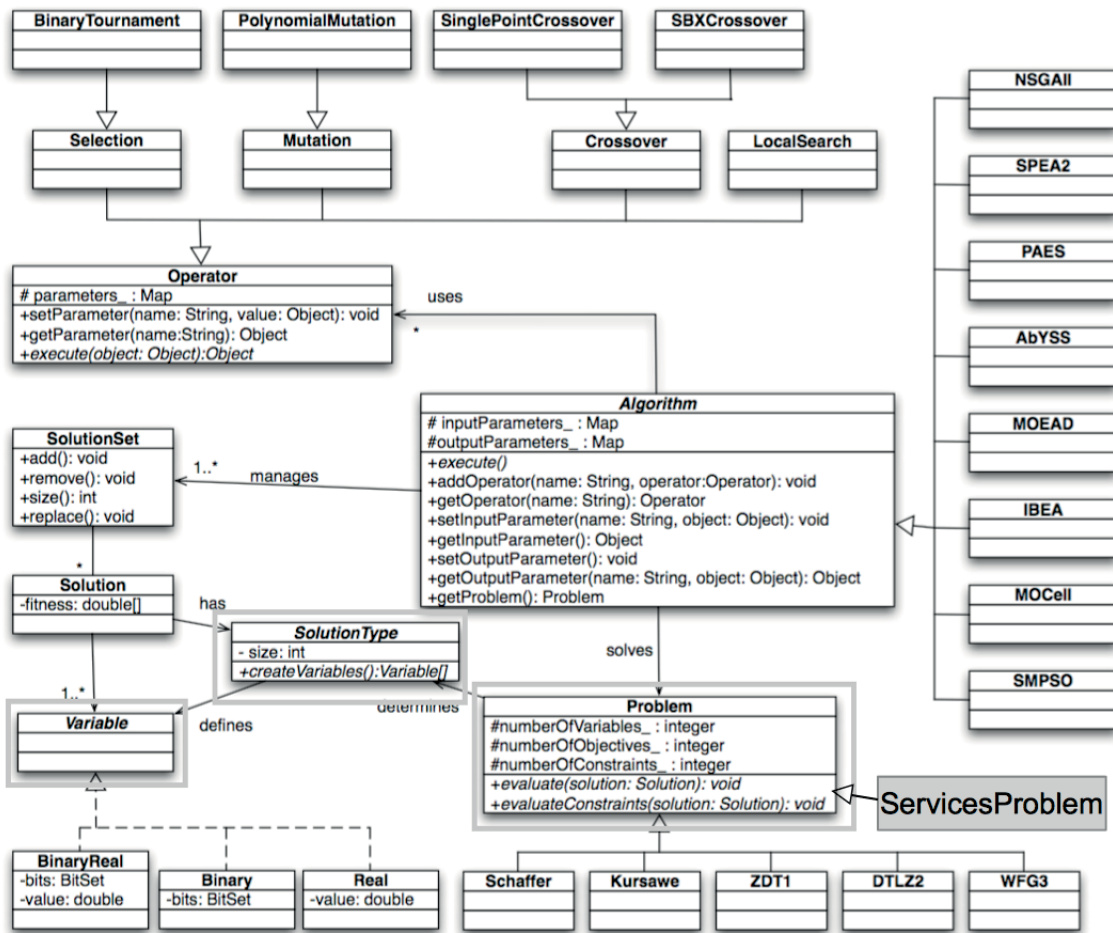 BinaryTournament
PolynomialMutation
SinglePointCrossover
SBXCrossover
NSGAII
Selection
Mutation
Crossover
LocalSearch
SPEA2
PAES
Operator
# parameters_ : Map
+setParameter(name: String, value: Object): void
+getParameter(name:String): Object
+execute(object: Object):Object
uses
*
AbYSS
Algorithm
# inputParameters_ : Map
#outputParameters_ : Map
+execute()
+addOperator(name: String, operator:Operator): void
+getOperator(name: String): Operator
+setInputParameter(name: String, object: Object): void
+getInputParameter(): Object
+setOutputParameter(): void
+getOutputParameter(name: String, object: Object): Object
+getProblem(): Problem
MOEAD
SolutionSet
+add(): void
+remove(): void
+size(): int
+replace(): void
1..*
manages
IBEA
*
Solution
-fitness: double[]
has
MOCell
SolutionType
- size: int
+createVariables():Variable[]
solves
SMPSO
1..*
Variable
defines
determines
Problem
#numberOfVariables_ : integer
#numberOfObjectives_ : integer
#numberOfConstraints_ : integer
+evaluate(solution: Solution): void
+evaluateConstraints(solution: Solution): void
ServicesProblem
BinaryReal
-bits: BitSet
-value: double
Binary
-bits: BitSet
Real
-value: double
Schaffer
Kursawe
ZDT1
DTLZ2
WFG3